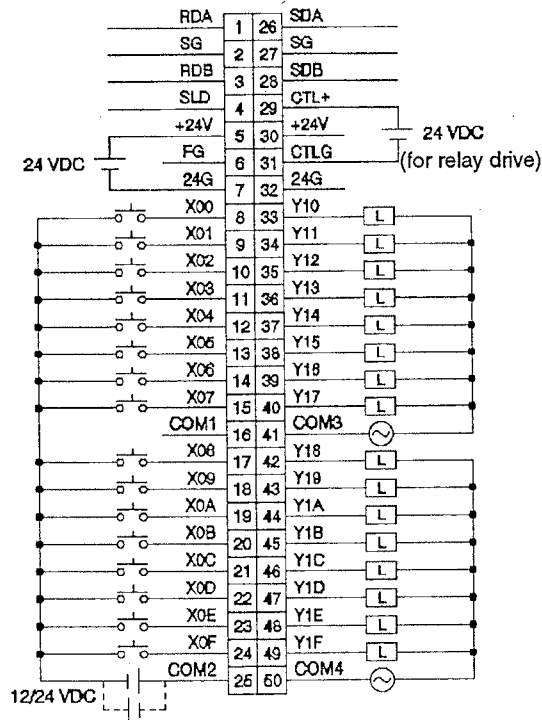 RDA 1 26 SDA
SG 2 27 SG
RDB 3 28 SDB
SLD 4 29 CTL+
+24V 5 30 +24V
24 VDC
FG 6 31 CTLG
24 VDC
(for relay drive)
24G 7 32 24G
X00 8 33 Y10 L
X01 9 34 Y11 L
X02 10 35 Y12 L
X03 11 36 Y13 L
X04 12 37 Y14 L
X05 13 38 Y15 L
X06 14 39 Y16 L
X07 15 40 Y17 L
COM1 16 41 COM3
X08 17 42 Y18 L
X09 18 43 Y19 L
X0A 19 44 Y1A L
X0B 20 45 Y1B L
X0C 21 46 Y1C L
X0D 22 47 Y1D L
X0E 23 48 Y1E L
X0F 24 49 Y1F L
COM2 25 50 COM4
12/24 VDC